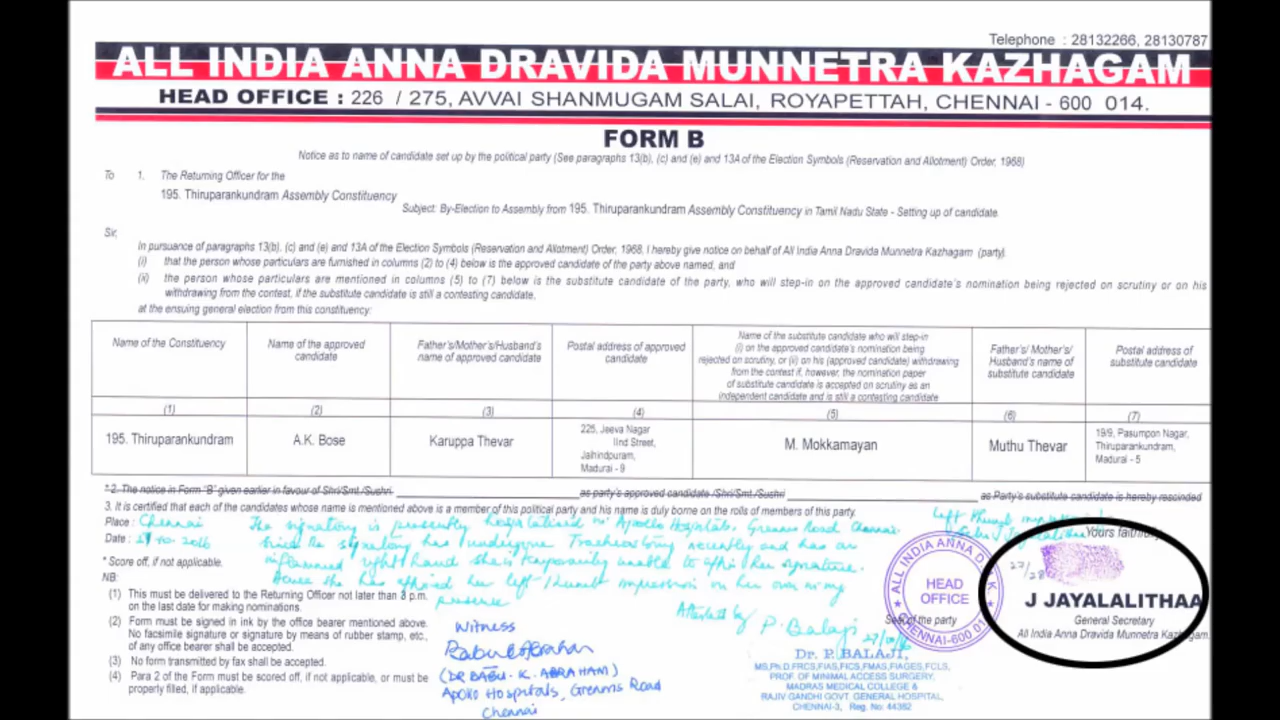 Telephone : 28132266, 28130787
ALL INDIA ANNA DRAVIDA MUNNETRA KAZHAGAM
HEAD OFFICE : 226 / 275, AVVAI SHANMUGAM SALAI, ROYAPETTAH, CHENNAI - 600 014.
FORM B
Notice as to name of candidate set up by the political party (See paragraphs 13(b), (c) and (e) and 13A of the Election Symbols (Reservation and Allotment) Order, 1968)
To 1. The Returning Officer for the
195. Thiruparankundram Assembly Constituency
Subject: By-Election to Assembly from 195. Thiruparankundram Assembly Constituency in Tamil Nadu State - Setting up of candidate
Sir,
In pursuance of paragraphs 13(b), (c) and (e) and 13A of the Election Symbols (Reservation and Allotment) Order, 1968, I hereby give notice on behalf of All India Anna Dravida Munnetra Kazhagam (party)
(i) that the person whose particulars are furnished in columns (2) to (4) below is the approved candidate of the party above named, and
(ii) the person whose particulars are mentioned in columns (5) to (7) below is the substitute candidate of the party, who will step-in on the approved candidate's nomination being rejected on scrutiny or on his
withdrawing from the contest, if the substitute candidate is still a contesting candidate,
at the ensuing general election from this constituency:
Name of the Constituency
Name of the approved
candidate
Father's/Mother's/Husband's
name of approved candidate
Postal address of approved
candidate
Name of the substitute candidate who will step-in
(i) on the approved candidate's nomination being
rejected on scrutiny, or (ii) on his (approved candidate) withdrawing
from the contest if, however, the nomination paper
of substitute candidate is accepted on scrutiny as an
independent candidate and is still a contesting candidate
Father's/ Mother's/
Husband's name of
substitute candidate
Postal address of
substitute candidate
(1) (2) (3) (4) (5) (6) (7)
195. Thiruparankundram
A.K. Bose
Karuppa Thevar
225, Jeeva Nagar
IInd Street,
Jaihindpuram,
Madurai - 9
M. Mokkamayan
Muthu Thevar
19/9, Pasumpon Nagar,
Thiruparankundram,
Madurai - 5
* 2. The notice in Form "B" given earlier in favour of Shri/Smt./Sushri. as party's approved candidate /Shri/Smt./Sushri as Party's substitute candidate is hereby rescinded
3. It is certified that each of the candidates whose name is mentioned above is a member of this political party and his name is duly borne on the rolls of members of this party.
Place : Chennai
Date : 27-10-2016
The signatory is presently hospitalised in Apollo Hospitals, Greams Road Chennai.
Since the signatory has undergone Tracheostomy recently and has an
inflammed right hand she is temporarily unable to affix her signature.
Hence she has affixed her left thumb impression on her own in my
presence
left thumb impression
Yours faithfully
27/28
J JAYALALITHAA
General Secretary
All India Anna Dravida Munnetra Kazhagam.
ALL INDIA ANNA D.M.K.
HEAD
OFFICE
CHENNAI-600 014
Seal of the party
* Score off, if not applicable.
NB:
(1) This must be delivered to the Returning Officer not later than 3 p.m.
on the last date for making nominations.
(2) Form must be signed in ink by the office bearer mentioned above.
No facsimile signature or signature by means of rubber stamp, etc.,
of any office bearer shall be accepted.
(3) No form transmitted by fax shall be accepted.
(4) Para 2 of the Form must be scored off, if not applicable, or must be
properly filled, if applicable.
Witness
Babu K Abraham
(DR BABU. K. ABRAHAM)
Apollo Hospitals, Greams Road
Chennai
Attested by P. Balaji
27/10/16
Dr. P. BALAJI,
MS,Ph.D,FRCS,FIAS,FICS,FMAS,FIAGES,FCLS,
PROF. OF MINIMAL ACCESS SURGERY,
MADRAS MEDICAL COLLEGE &
RAJIV GANDHI GOVT. GENERAL HOSPITAL,
CHENNAI-3, Reg. No: 44382